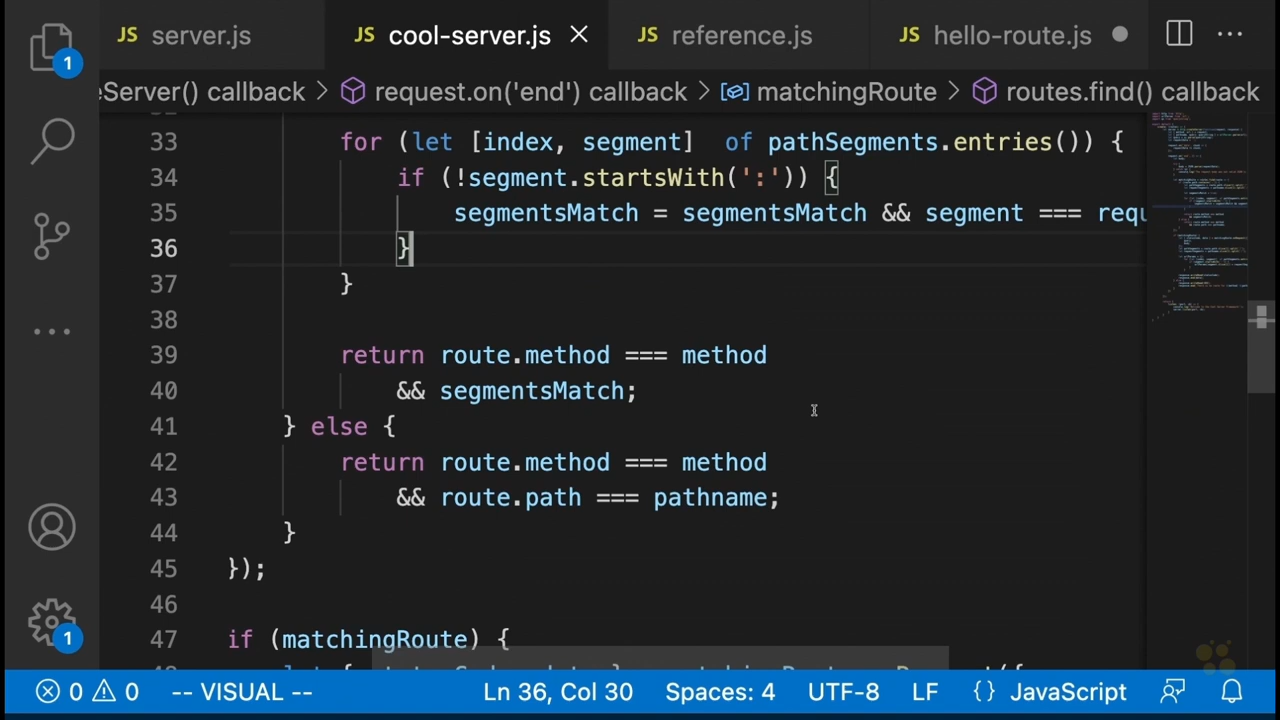 JS server.js JS cool-server.js JS reference.js JS hello-route.js
eServer() callback > request.on('end') callback > matchingRoute > routes.find() callback
33 for (let [index, segment] of pathSegments.entries()) {
34 if (!segment.startsWith(':')) {
35 segmentsMatch = segmentsMatch && segment === requ
36 }
37 }
38
39 return route.method === method
40 && segmentsMatch;
41 } else {
42 return route.method === method
43 && route.path === pathname;
44 }
45 });
46
47 if (matchingRoute) {
1
1
0 0 -- VISUAL -- Ln 36, Col 30 Spaces: 4 UTF-8 LF {} JavaScript